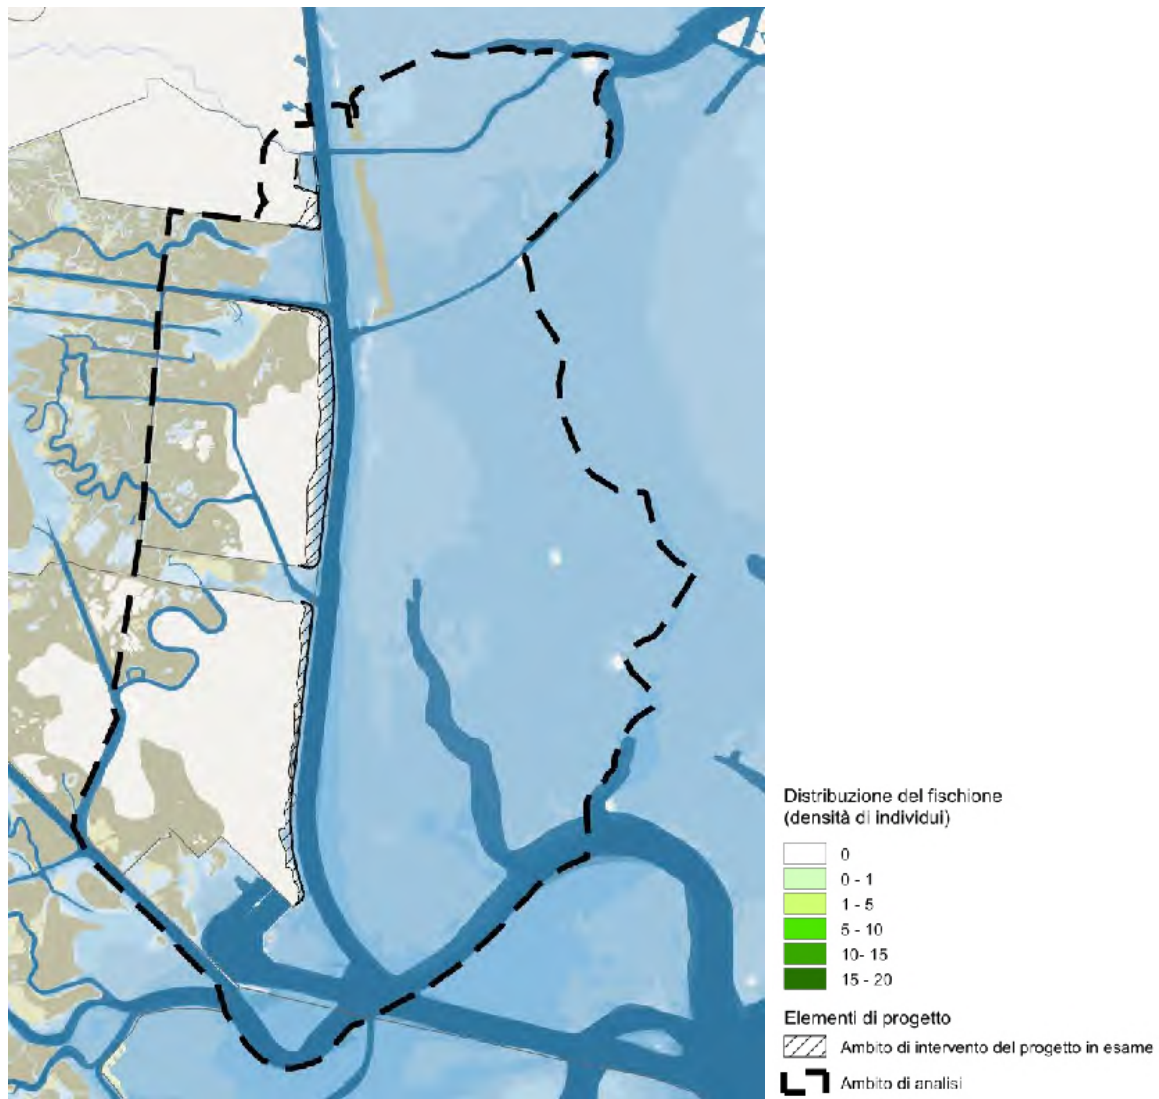 Distribuzione del fischione
(densità di individui)
0
0 - 1
1 - 5
5 - 10
10- 15
15 - 20
Elementi di progetto
Ambito di intervento del progetto in esame
Ambito di analisi